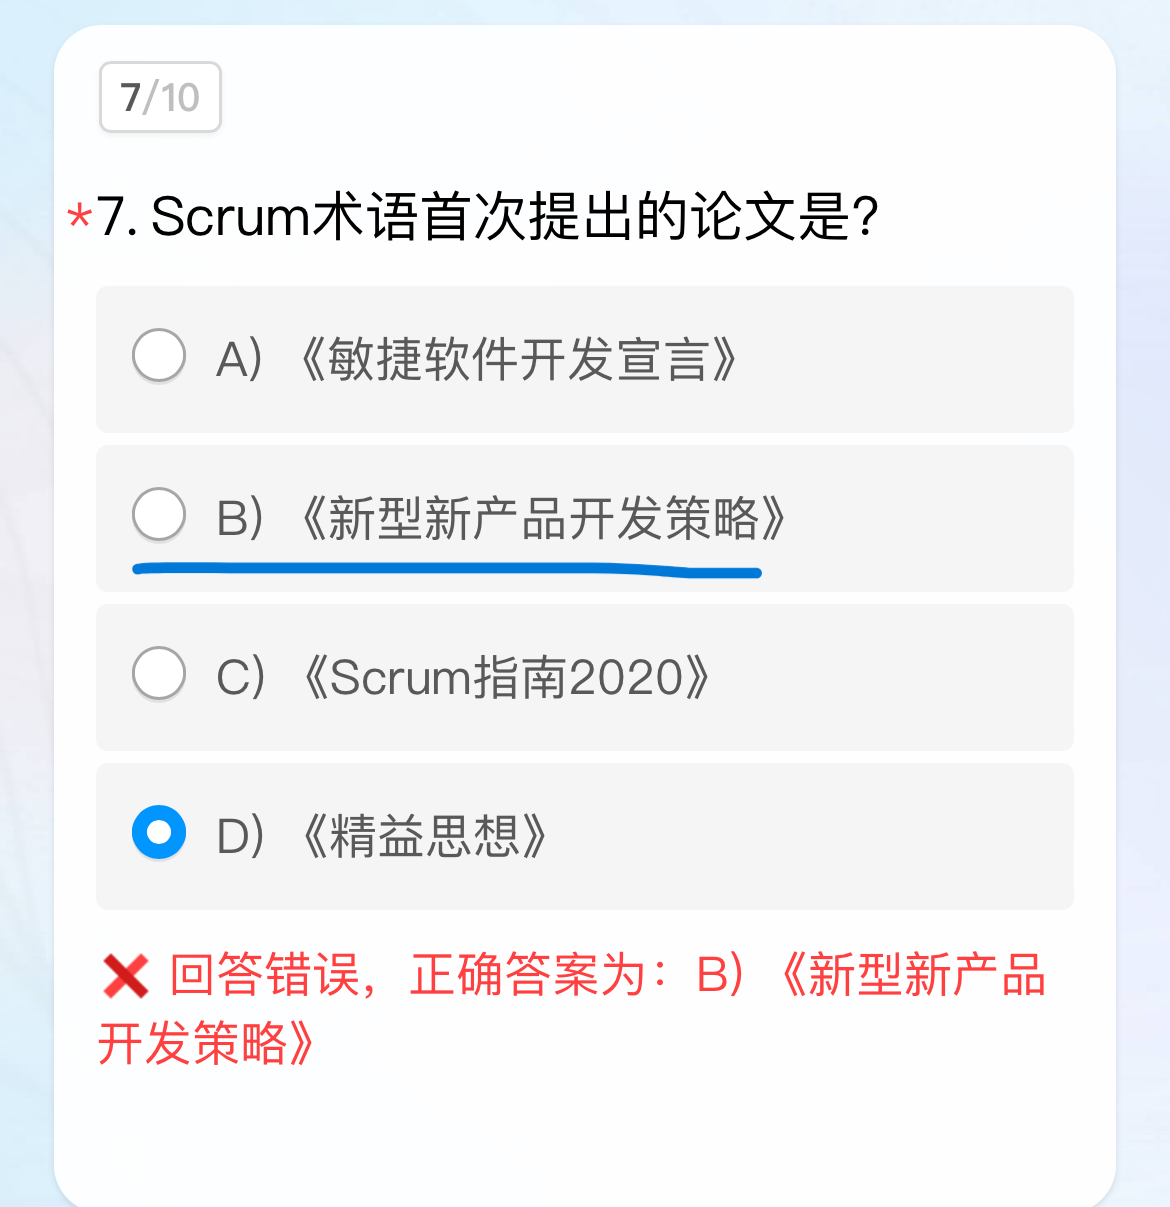 7/10
*7. Scrum术语首次提出的论文是?
A) 《敏捷软件开发宣言》
B) 《新型新产品开发策略》
C) 《Scrum指南2020》
D) 《精益思想》
❌ 回答错误，正确答案为：B) 《新型新产品
开发策略》